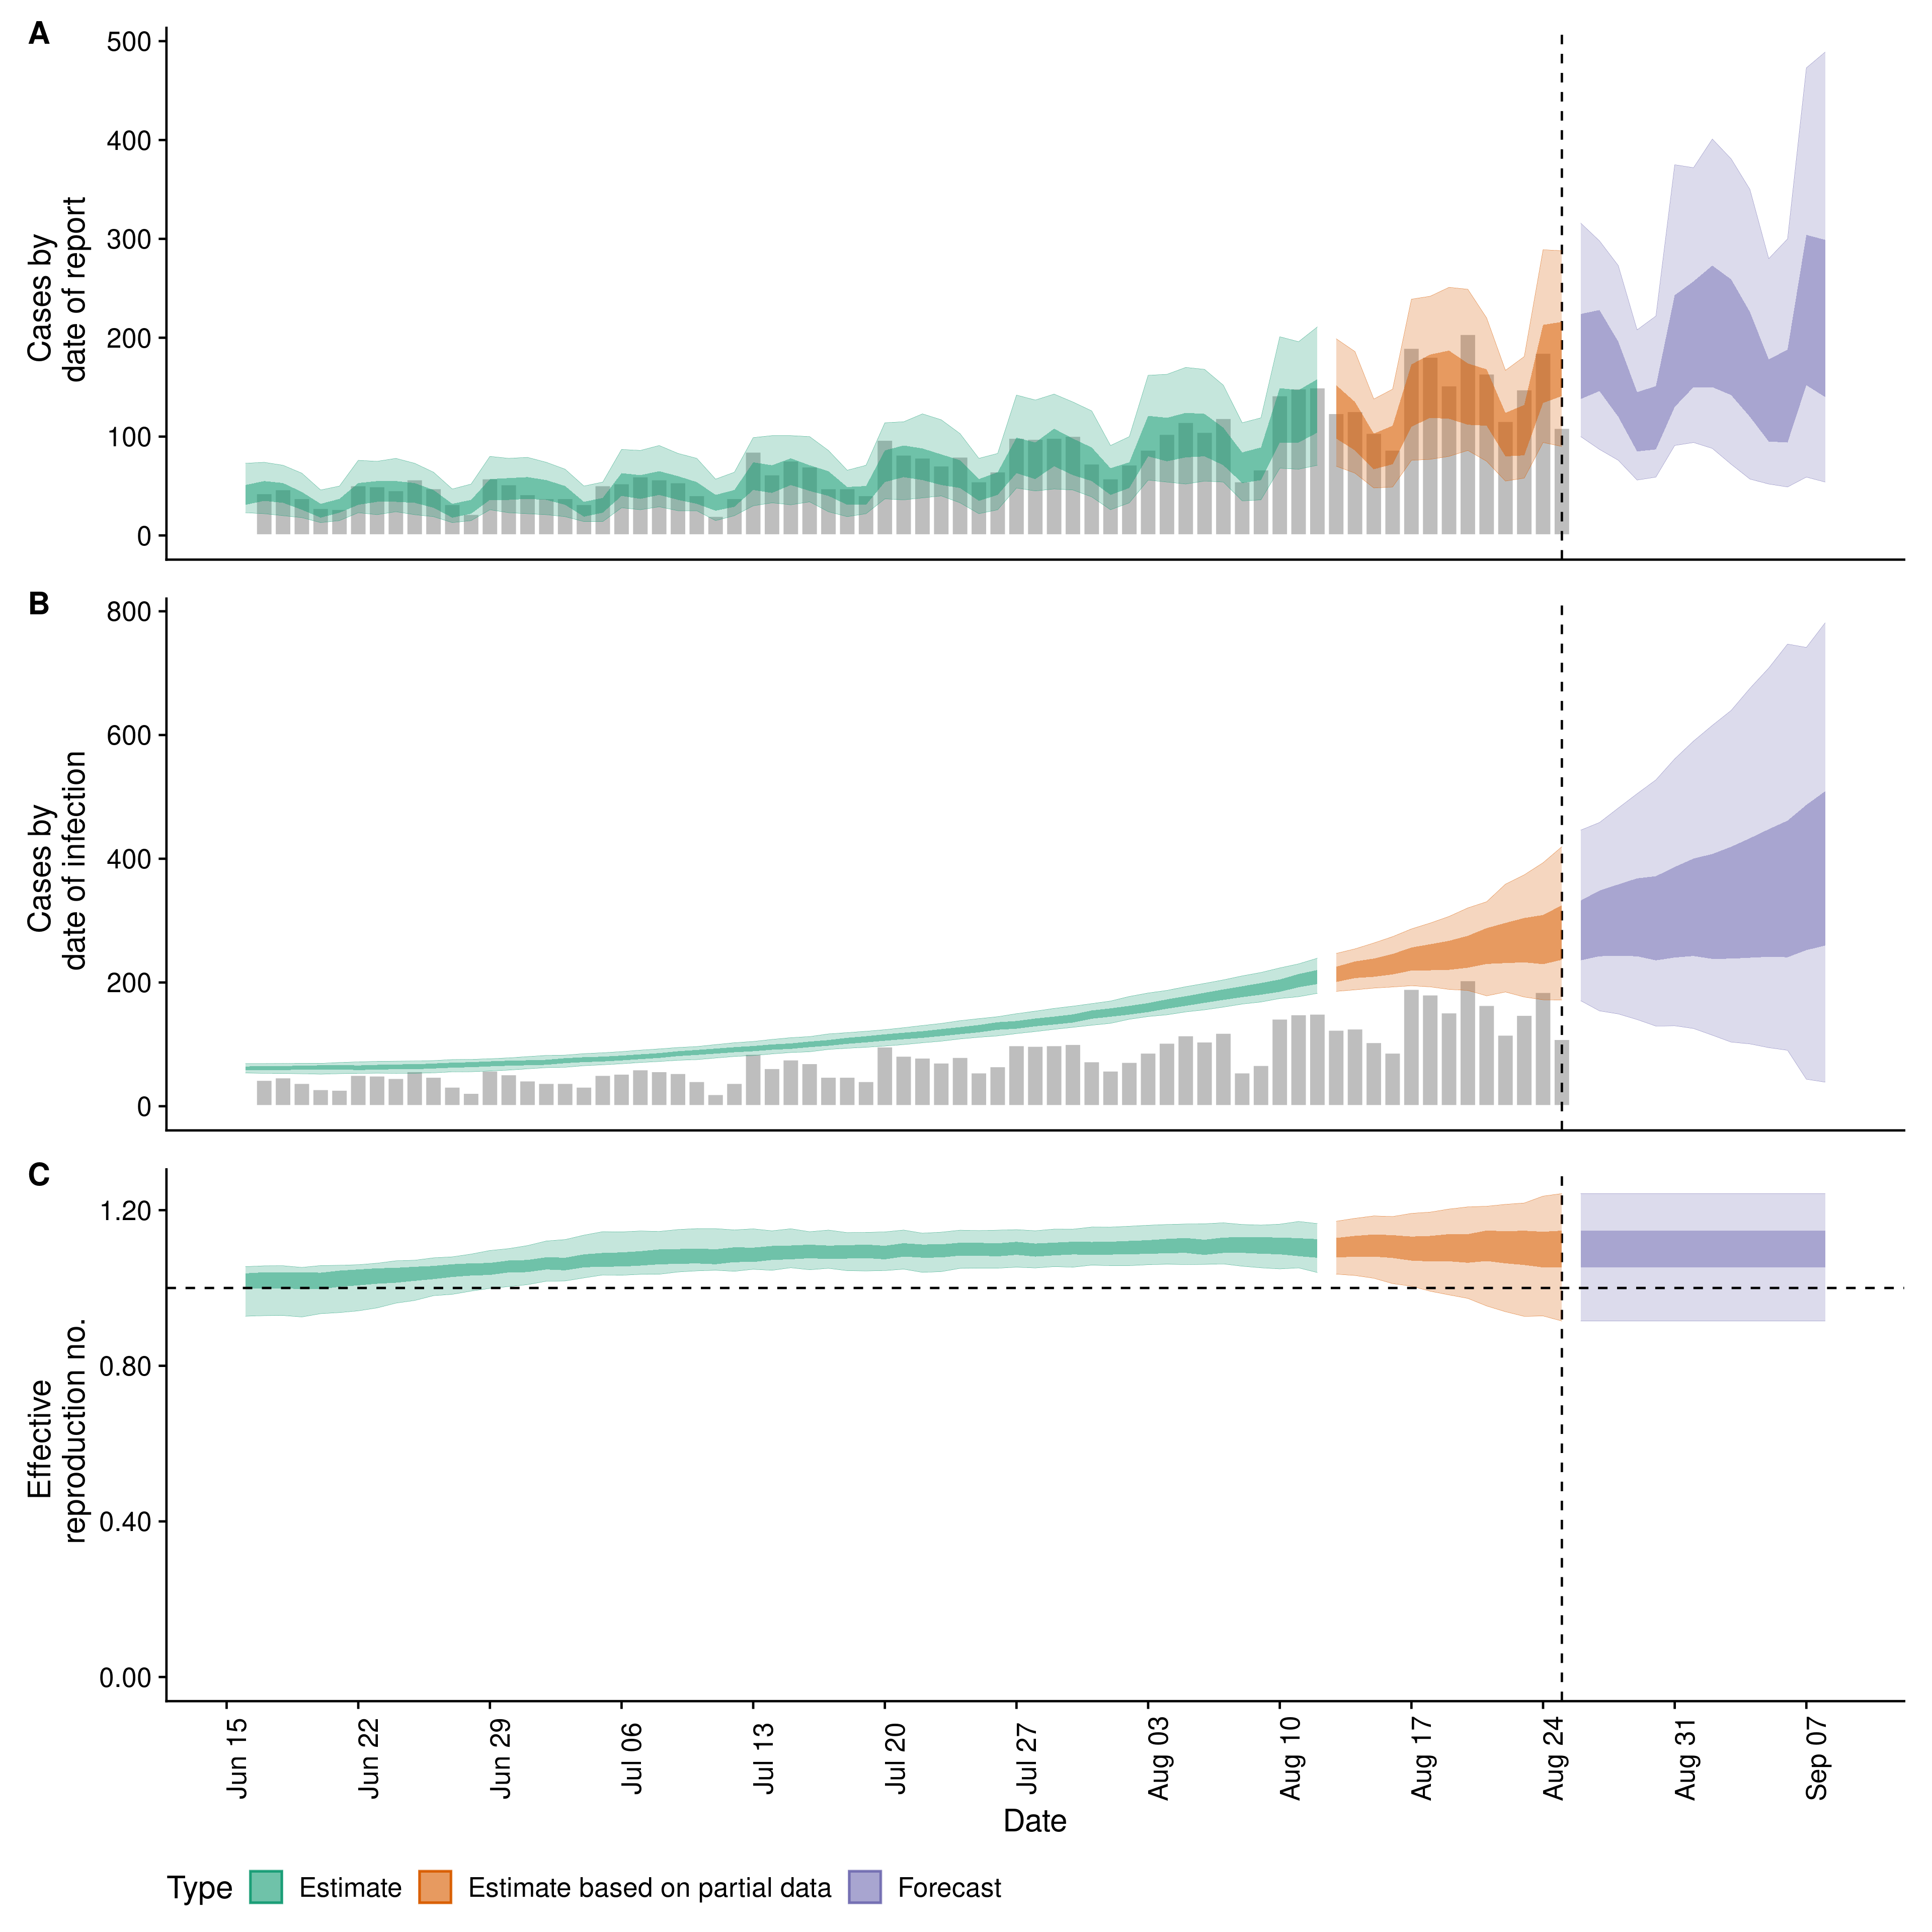 A
500
400
300
200
100
0
Cases by
date of report
B
800
600
400
200
0
Cases by
date of infection
C
1.20
0.80
0.40
0.00
Effective
reproduction no.
Jun 15
Jun 22
Jun 29
Jul 06
Jul 13
Jul 20
Jul 27
Aug 03
Aug 10
Aug 17
Aug 24
Aug 31
Sep 07
Date
Type Estimate Estimate based on partial data Forecast